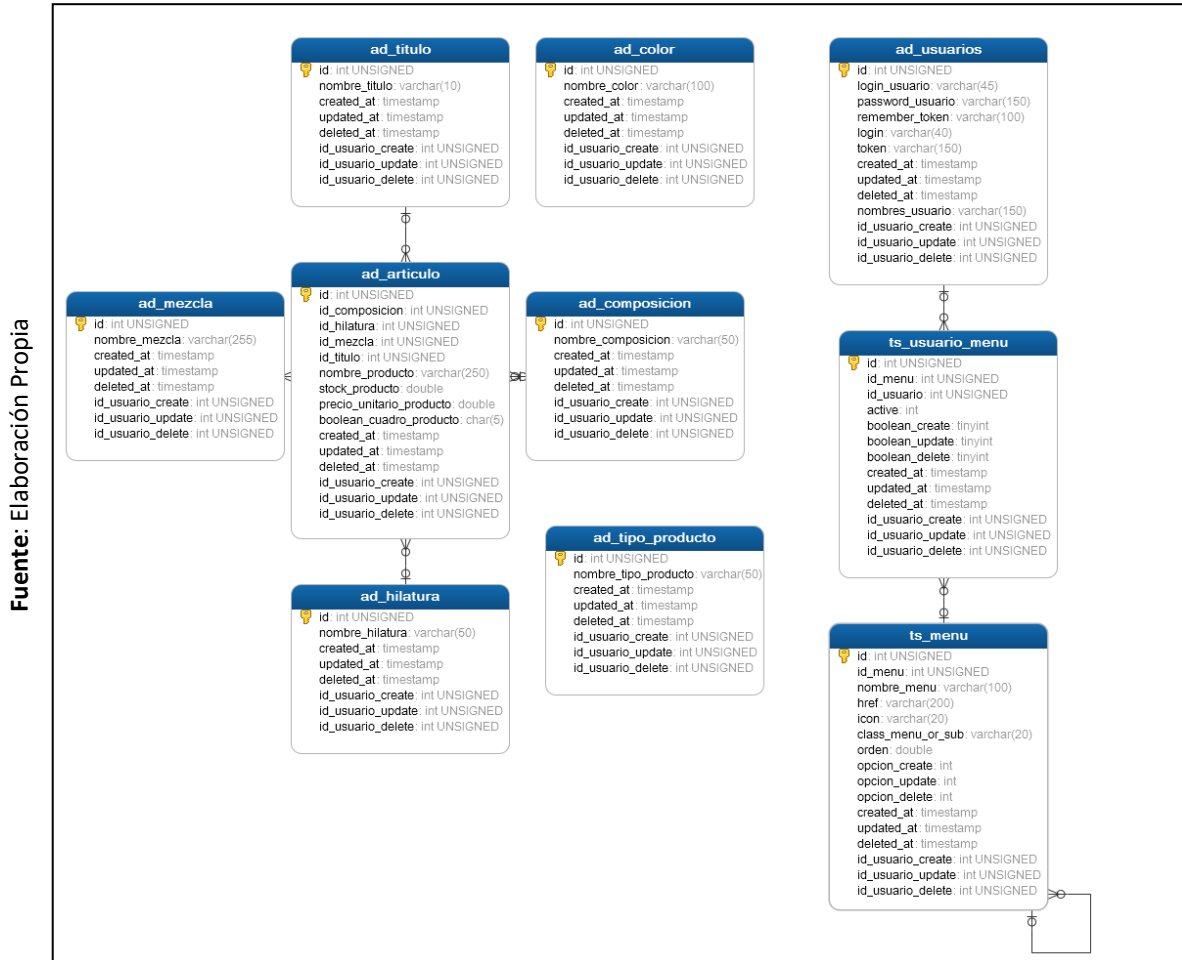 Fuente: Elaboración Propia
ad_titulo
id: int UNSIGNED
nombre_titulo: varchar(10)
created_at: timestamp
updated_at: timestamp
deleted_at: timestamp
id_usuario_create: int UNSIGNED
id_usuario_update: int UNSIGNED
id_usuario_delete: int UNSIGNED
ad_color
id: int UNSIGNED
nombre_color: varchar(100)
created_at: timestamp
updated_at: timestamp
deleted_at: timestamp
id_usuario_create: int UNSIGNED
id_usuario_update: int UNSIGNED
id_usuario_delete: int UNSIGNED
ad_usuarios
id: int UNSIGNED
login_usuario: varchar(45)
password_usuario: varchar(150)
remember_token: varchar(100)
login: varchar(40)
token: varchar(150)
created_at: timestamp
updated_at: timestamp
deleted_at: timestamp
nombres_usuario: varchar(150)
id_usuario_create: int UNSIGNED
id_usuario_update: int UNSIGNED
id_usuario_delete: int UNSIGNED
ad_mezcla
id: int UNSIGNED
nombre_mezcla: varchar(255)
created_at: timestamp
updated_at: timestamp
deleted_at: timestamp
id_usuario_create: int UNSIGNED
id_usuario_update: int UNSIGNED
id_usuario_delete: int UNSIGNED
ad_articulo
id: int UNSIGNED
id_composicion: int UNSIGNED
id_hilatura: int UNSIGNED
id_mezcla: int UNSIGNED
id_titulo: int UNSIGNED
nombre_producto: varchar(250)
stock_producto: double
precio_unitario_producto: double
boolean_cuadro_producto: char(5)
created_at: timestamp
updated_at: timestamp
deleted_at: timestamp
id_usuario_create: int UNSIGNED
id_usuario_update: int UNSIGNED
id_usuario_delete: int UNSIGNED
ad_composicion
id: int UNSIGNED
nombre_composicion: varchar(50)
created_at: timestamp
updated_at: timestamp
deleted_at: timestamp
id_usuario_create: int UNSIGNED
id_usuario_update: int UNSIGNED
id_usuario_delete: int UNSIGNED
ts_usuario_menu
id: int UNSIGNED
id_menu: int UNSIGNED
id_usuario: int UNSIGNED
active: int
boolean_create: tinyint
boolean_update: tinyint
boolean_delete: tinyint
created_at: timestamp
updated_at: timestamp
deleted_at: timestamp
id_usuario_create: int UNSIGNED
id_usuario_update: int UNSIGNED
id_usuario_delete: int UNSIGNED
ad_hilatura
id: int UNSIGNED
nombre_hilatura: varchar(50)
created_at: timestamp
updated_at: timestamp
deleted_at: timestamp
id_usuario_create: int UNSIGNED
id_usuario_update: int UNSIGNED
id_usuario_delete: int UNSIGNED
ad_tipo_producto
id: int UNSIGNED
nombre_tipo_producto: varchar(50)
created_at: timestamp
updated_at: timestamp
deleted_at: timestamp
id_usuario_create: int UNSIGNED
id_usuario_update: int UNSIGNED
id_usuario_delete: int UNSIGNED
ts_menu
id: int UNSIGNED
id_menu: int UNSIGNED
nombre_menu: varchar(100)
href: varchar(200)
icon: varchar(20)
class_menu_or_sub: varchar(20)
orden: double
opcion_create: int
opcion_update: int
opcion_delete: int
created_at: timestamp
updated_at: timestamp
deleted_at: timestamp
id_usuario_create: int UNSIGNED
id_usuario_update: int UNSIGNED
id_usuario_delete: int UNSIGNED